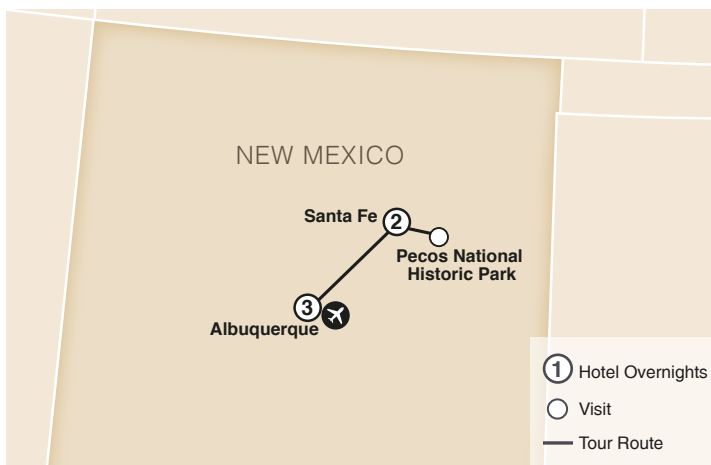 NEW MEXICO
Santa Fe
2
Pecos National
Historic Park
3
Albuquerque
1 Hotel Overnights
Visit
Tour Route